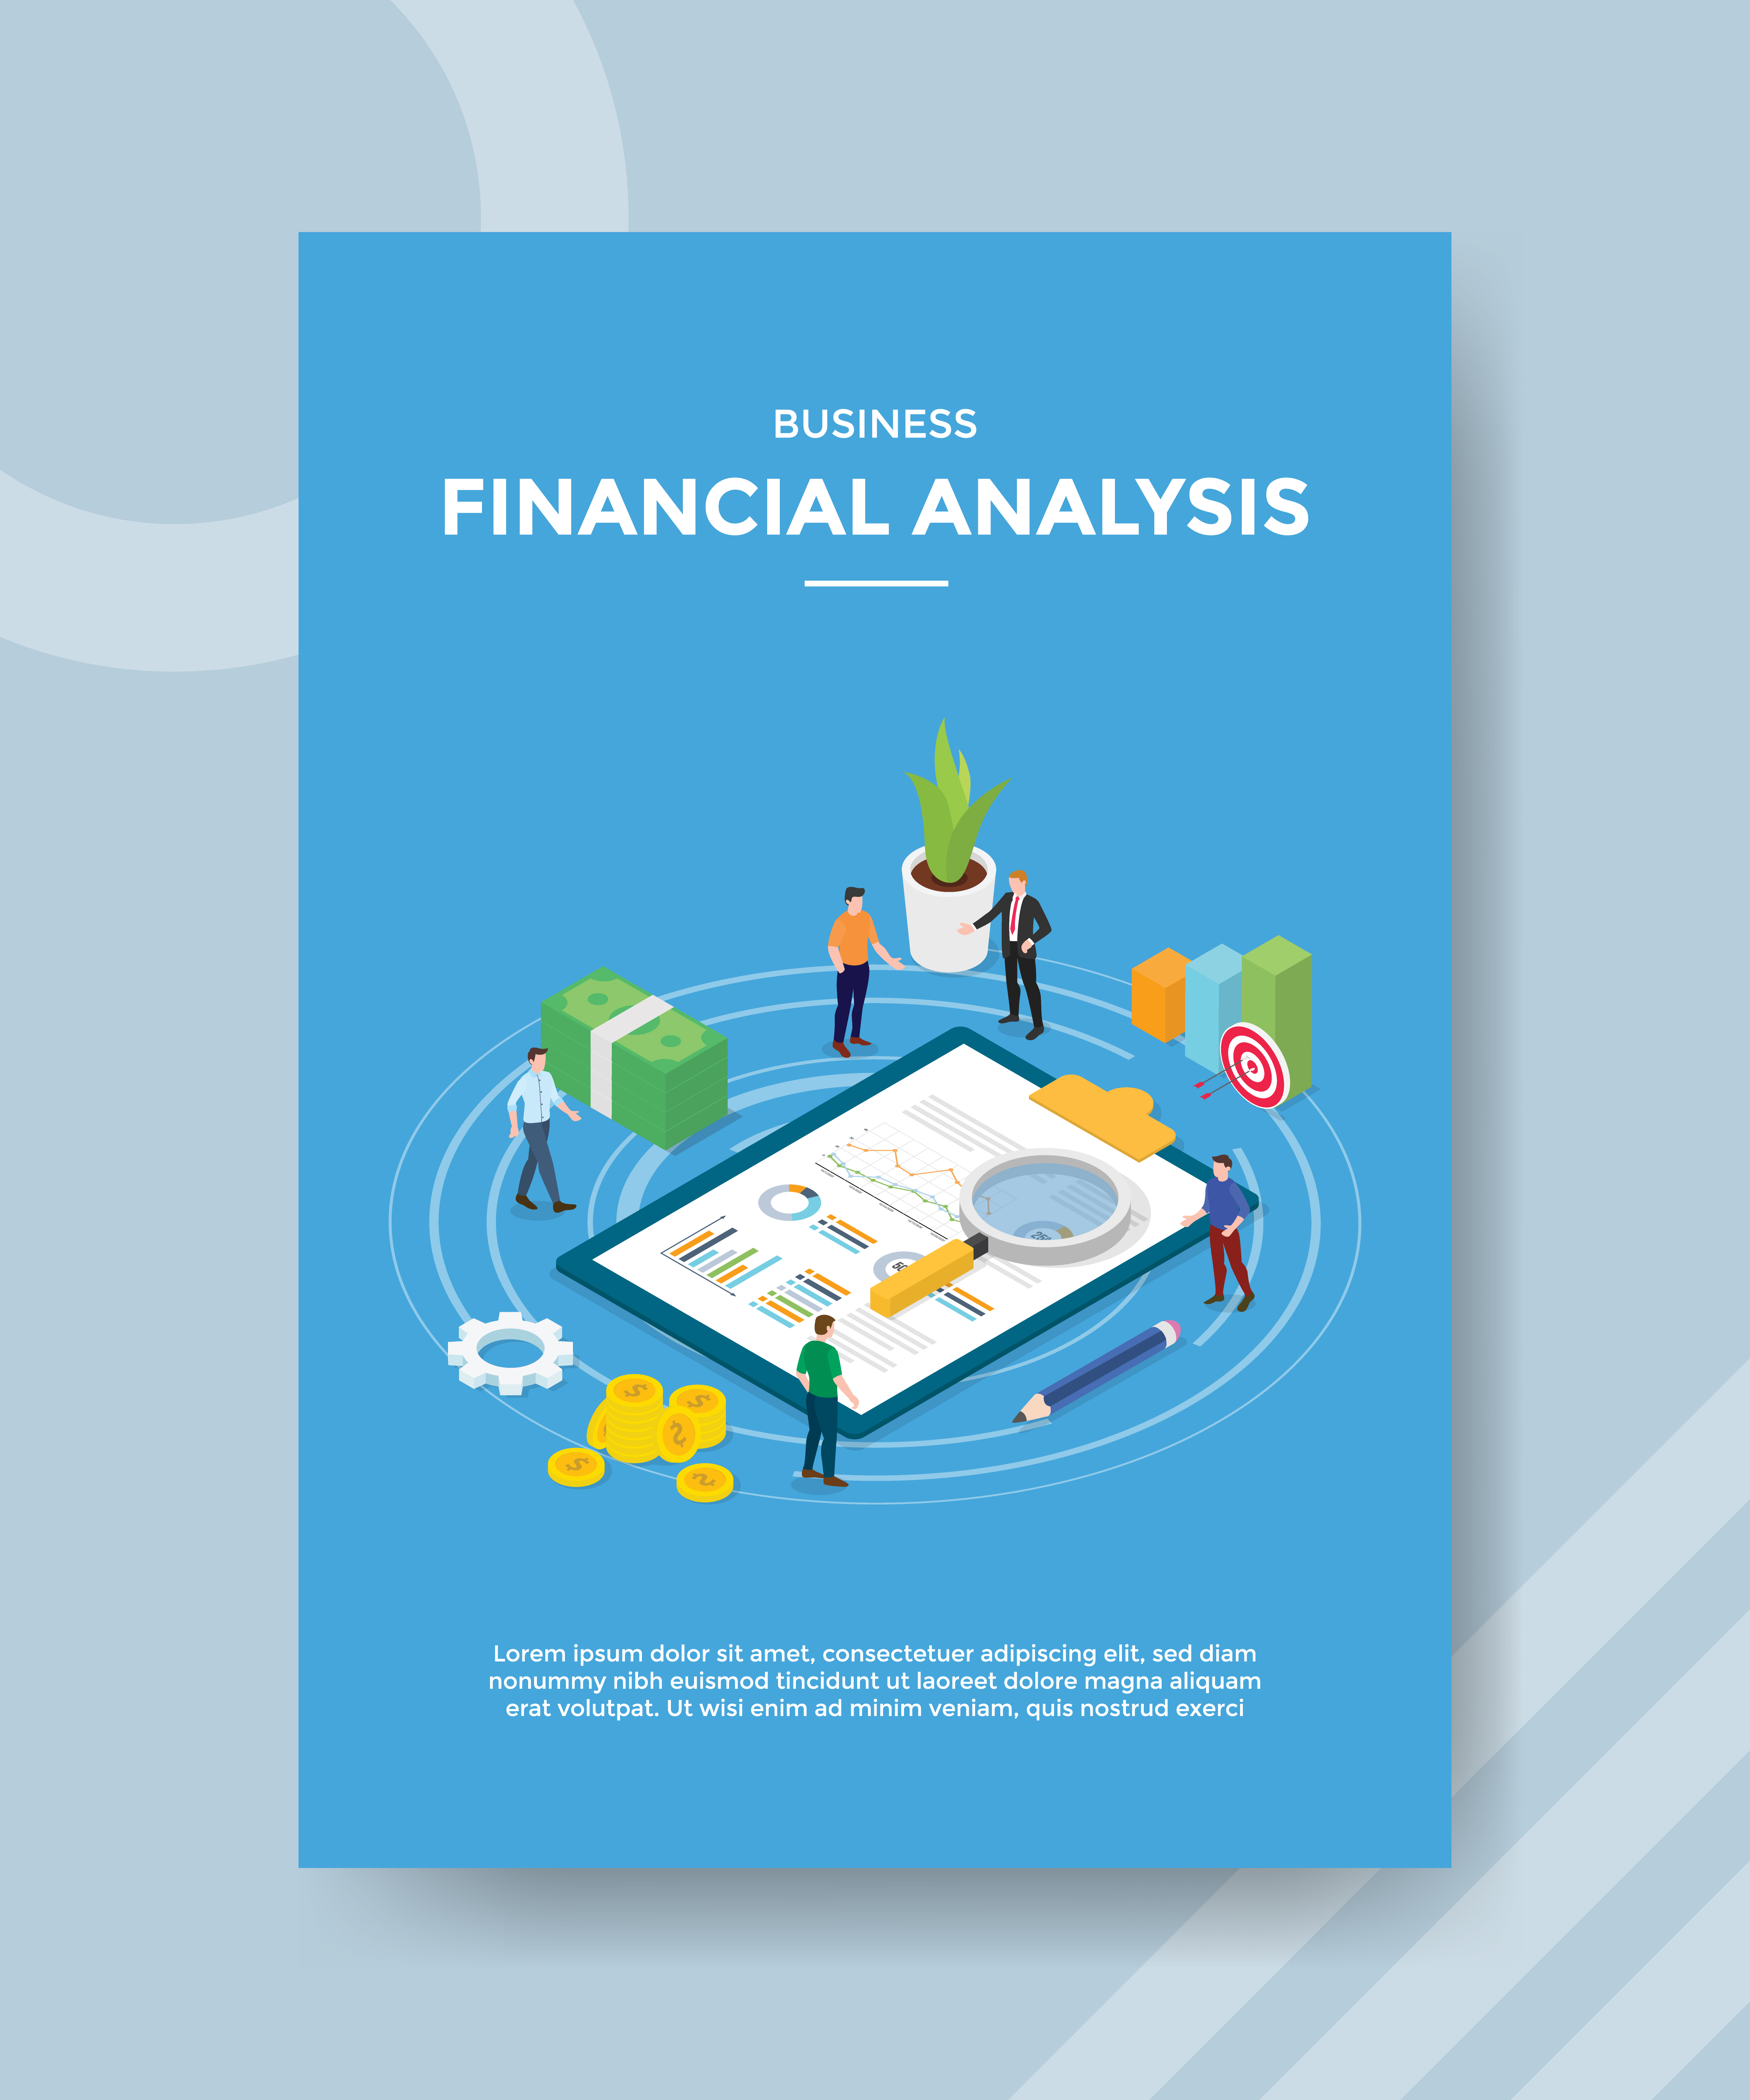 BUSINESS
FINANCIAL ANALYSIS
Lorem ipsum dolor sit amet, consectetuer adipiscing elit, sed diam
nonummy nibh euismod tincidunt ut laoreet dolore magna aliquam
erat volutpat. Ut wisi enim ad minim veniam, quis nostrud exerci